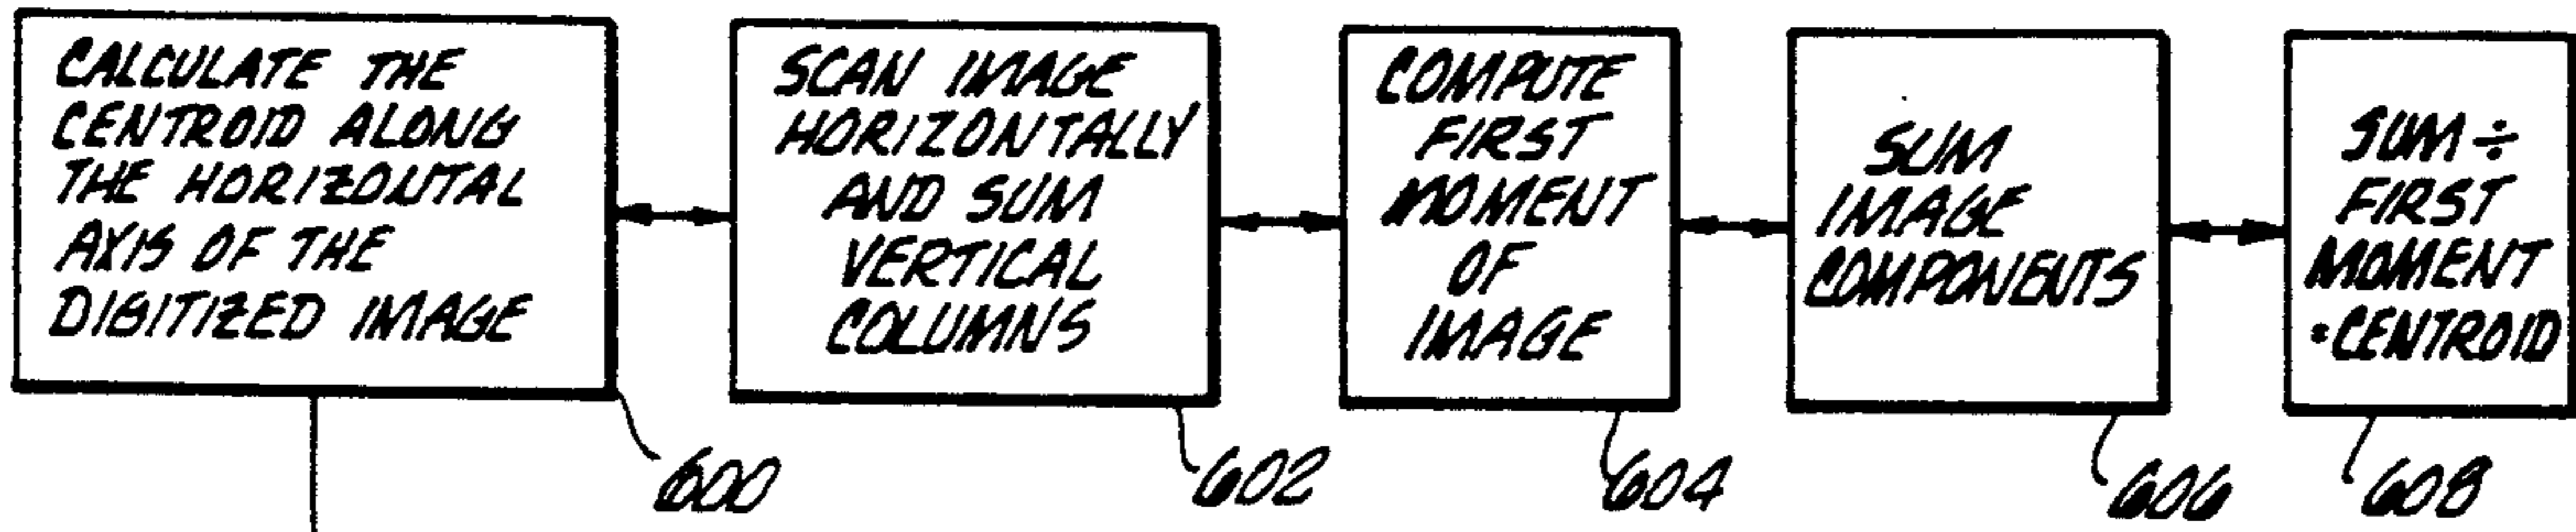 CALCULATE THE
CENTROID ALONG
THE HORIZONTAL
AXIS OF THE
DIGITIZED IMAGE
600
SCAN IMAGE
HORIZONTALLY
AND SUM
VERTICAL
COLUMNS
602
COMPUTE
FIRST
MOMENT
OF
IMAGE
604
SUM
IMAGE
COMPONENTS
606
SUM ÷
FIRST
MOMENT
=CENTROID
608